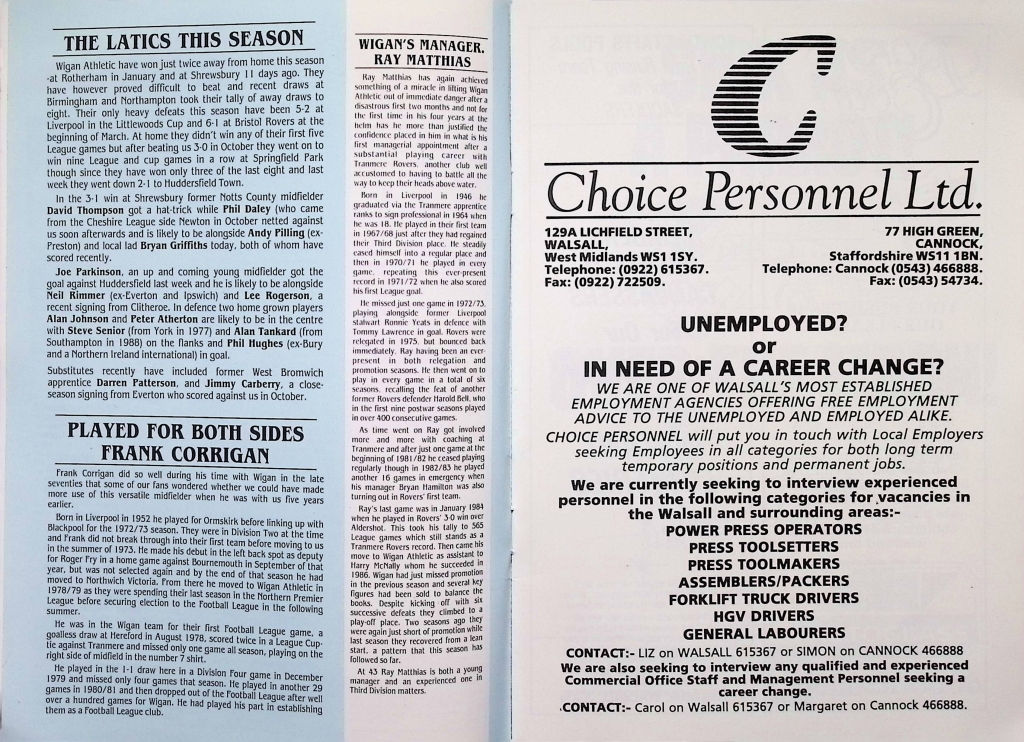 THE LATICS THIS SEASON
Wigan Athletic have won just twice away from home this season
-at Rotherham in January and at Shrewsbury 11 days ago. They
have however proved difficult to beat and recent draws at
Birmingham and Northampton took their tally of away draws to
eight. Their only heavy defeats this season have been 5-2 at
Liverpool in the Littlewoods Cup and 6-1 at Bristol Rovers at the
beginning of March. At home they didn't win any of their first five
League games but after beating us 3-0 in October they went on to
win nine League and cup games in a row at Springfield Park
though since they have won only three of the last eight and last
week they went down 2-1 to Huddersfield Town.
In the 3-1 win at Shrewsbury former Notts County midfielder
David Thompson got a hat-trick while Phil Daley (who came
from the Cheshire League side Newton in October netted against
us soon afterwards and is likely to be alongside Andy Pilling (ex-
Preston) and local lad Bryan Griffiths today, both of whom have
scored recently.
Joe Parkinson, an up and coming young midfielder got the
goal against Huddersfield last week and he is likely to be alongside
Neil Rimmer (ex-Everton and Ipswich) and Lee Rogerson, a
recent signing from Clitheroe. In defence two home grown players
Alan Johnson and Peter Atherton are likely to be in the centre
with Steve Senior (from York in 1977) and Alan Tankard (from
Southampton in 1988) on the flanks and Phil Hughes (ex-Bury
and a Northern Ireland international) in goal.
Substitutes recently have included former West Bromwich
apprentice Darren Patterson, and Jimmy Carberry, a close-
season signing from Everton who scored against us in October.
PLAYED FOR BOTH SIDES
FRANK CORRIGAN
Frank Corrigan did so well during his time with Wigan in the late
seventies that some of our fans wondered whether we could have made
more use of this versatile midfielder when he was with us five years
earlier.
Born in Liverpool in 1952 he played for Ormskirk before linking up with
Blackpool for the 1972/73 season. They were in Division Two at the time
and Frank did not break through into their first team before moving to us
in the summer of 1973. He made his debut in the left back spot as deputy
for Roger Fry in a home game against Bournemouth in September of that
year, but was not selected again and by the end of that season he had
moved to Northwich Victoria. From there he moved to Wigan Athletic in
1978/79 as they were spending their last season in the Northern Premier
League before securing election to the Football League in the following
summer.
He was in the Wigan team for their first Football League game, a
goalless draw at Hereford in August 1978, scored twice in a League Cup-
tie against Tranmere and missed only one game all season, playing on the
right side of midfield in the number 7 shirt.
He played in the 1-1 draw here in a Division Four game in December
1979 and missed only four games that season. He played in another 29
games in 1980/81 and then dropped out of the Football League after well
over a hundred games for Wigan. He had played his part in establishing
them as a Football League club.
WIGAN'S MANAGER.
RAY MATTHIAS
Ray Matthias has again achieved
something of a miracle in lifting Wigan
Athletic out of immediate danger after a
disastrous first two months and not for
the first time in his four years at the
helm has he more than justified the
confidence placed in him in what is his
first managerial appointment after a
substantial playing career with
Tranmere Rovers, another club well
accustomed to having to battle all the
way to keep their heads above water.
Born in Liverpool in 1946 he
graduated via the Tranmere apprentice
ranks to sign professional in 1964 when
he was 18. He played in their first team
in 1967/68 just after they had regained
their Third Division place. He steadily
eased himself into a regular place and
then in 1970/71 he played in every
game, repeating this ever-present
record in 1971/72 when he also scored
his first League goal.
He missed just one game in 1972/73,
playing alongside former Liverpool
stalwart Ronnie Yeats in defence with
Tommy Lawrence in goal. Rovers were
relegated in 1975, but bounced back
immediately. Ray having been an ever-
present in both relegation and
promotion seasons. He then went on to
play in every game in a total of six
seasons, recalling the feat of another
former Rovers defender Harold Bell, who
in the first nine postwar seasons played
in over 400 consecutive games.
As time went on Ray got involved
more and more with coaching at
Tranmere and after just one game at the
beginning of 1981/82 he ceased playing
regularly though in 1982/83 he played
another 16 games in emergency when
his manager Bryan Hamilton was also
turning out in Rovers' first team.
Ray's last game was in January 1984
when he played in Rovers' 3-0 win over
Aldershot. This took his tally to 565
League games which still stands as a
Tranmere Rovers record. Then came his
move to Wigan Athletic as assistant to
Harry McNally whom he succeeded in
1986. Wigan had just missed promotion
in the previous season and several key
figures had been sold to balance the
books. Despite kicking off with six
successive defeats they climbed to a
play-off place. Two seasons ago they
were again just short of promotion while
last season they recovered from a lean
start, a pattern that this season has
followed so far.
At 43 Ray Matthias is both a young
manager and an experienced one in
Third Division matters.
C
Choice Personnel Ltd.
129A LICHFIELD STREET,
WALSALL,
West Midlands WS1 1SY.
Telephone: (0922) 615367.
Fax: (0922) 722509.
77 HIGH GREEN,
CANNOCK,
Staffordshire WS11 1BN.
Telephone: Cannock (0543) 466888.
Fax: (0543) 54734.
UNEMPLOYED?
or
IN NEED OF A CAREER CHANGE?
WE ARE ONE OF WALSALL'S MOST ESTABLISHED
EMPLOYMENT AGENCIES OFFERING FREE EMPLOYMENT
ADVICE TO THE UNEMPLOYED AND EMPLOYED ALIKE.
CHOICE PERSONNEL will put you in touch with Local Employers
seeking Employees in all categories for both long term
temporary positions and permanent jobs.
We are currently seeking to interview experienced
personnel in the following categories for vacancies in
the Walsall and surrounding areas:-
POWER PRESS OPERATORS
PRESS TOOLSETTERS
PRESS TOOLMAKERS
ASSEMBLERS/PACKERS
FORKLIFT TRUCK DRIVERS
HGV DRIVERS
GENERAL LABOURERS
CONTACT:- LIZ on WALSALL 615367 or SIMON on CANNOCK 466888
We are also seeking to interview any qualified and experienced
Commercial Office Staff and Management Personnel seeking a
career change.
CONTACT:- Carol on Walsall 615367 or Margaret on Cannock 466888.